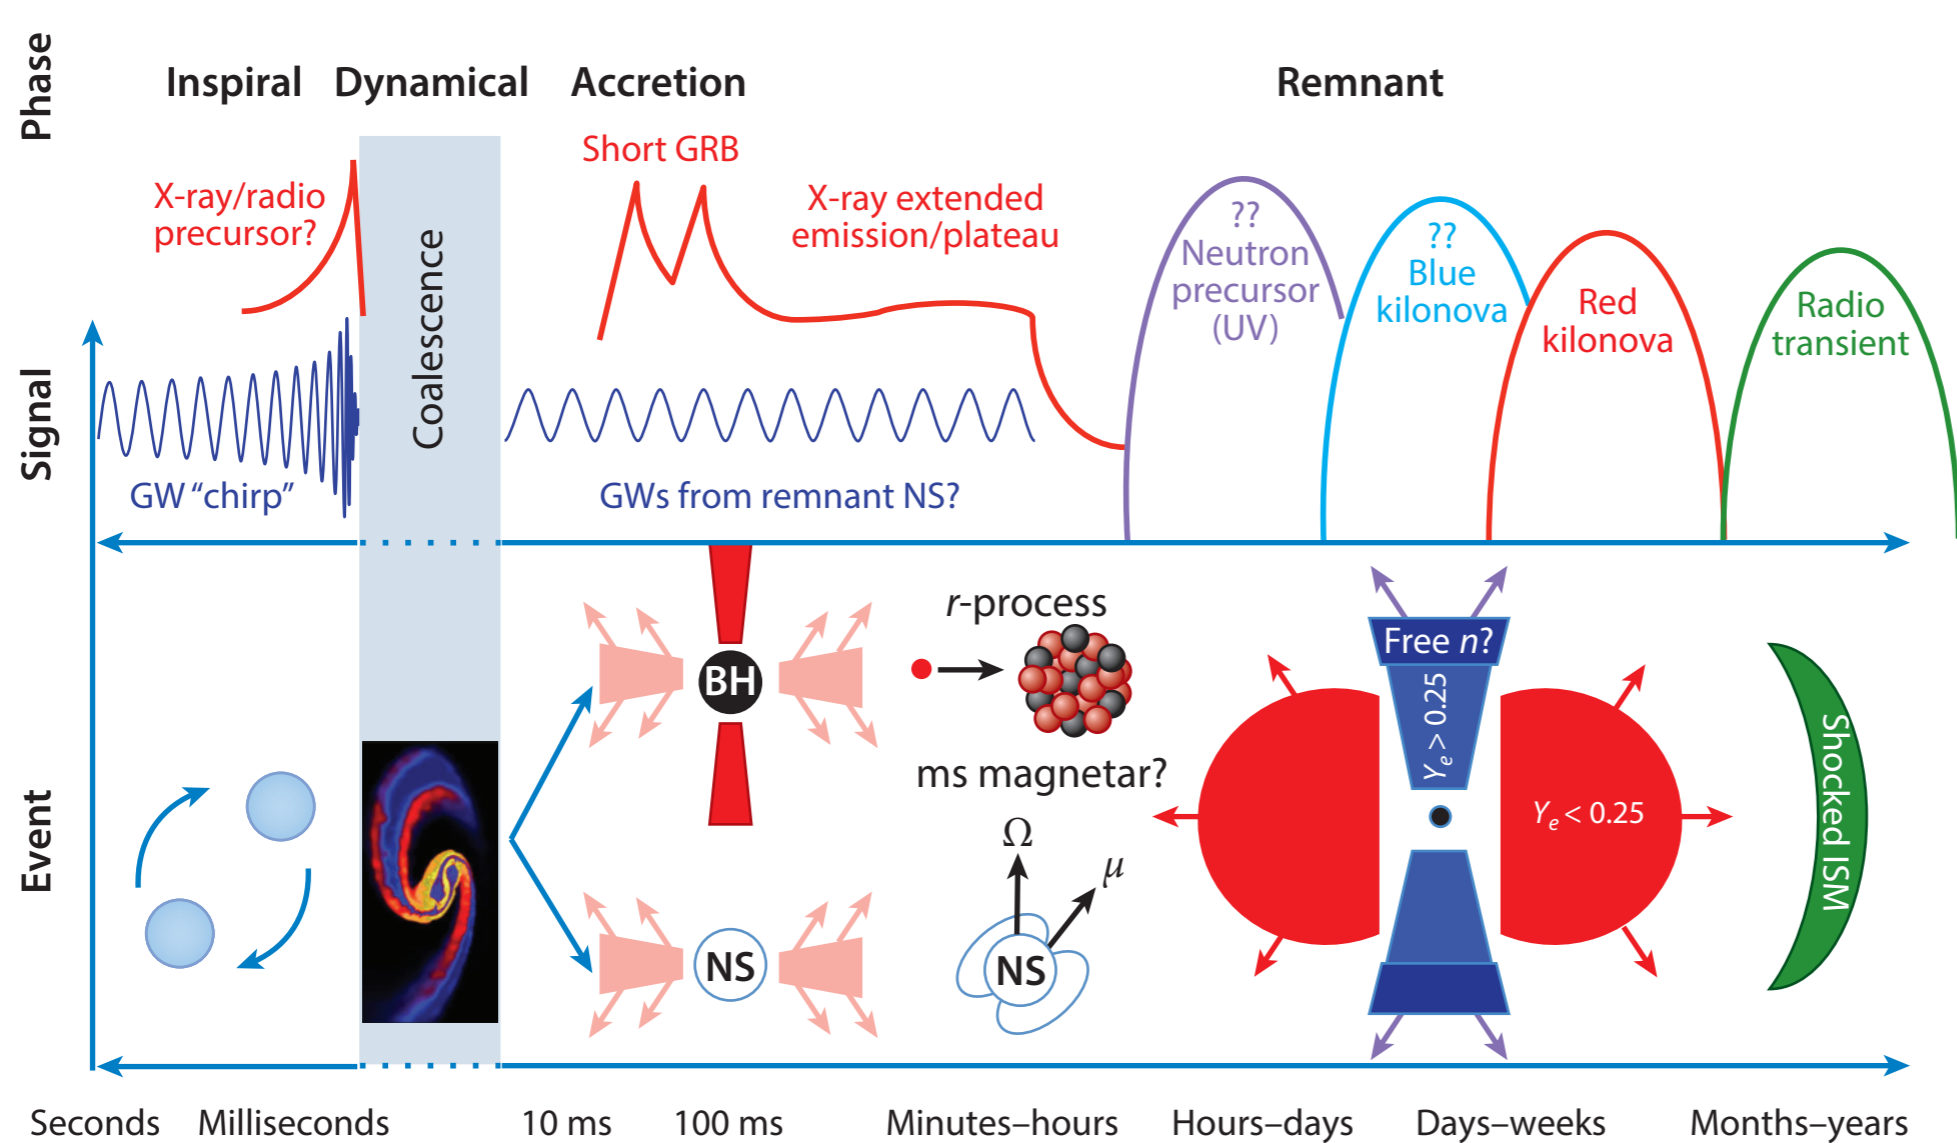 Phase
Inspiral
Dynamical
Accretion
Remnant
Signal
X-ray/radio
precursor?
GW “chirp”
Coalescence
Short GRB
X-ray extended
emission/plateau
GWs from remnant NS?
??
Neutron
precursor
(UV)
??
Blue
kilonova
Red
kilonova
Radio
transient
Event
BH
NS
r-process
ms magnetar?
Ω
μ
NS
Free n?
Yₑ > 0.25
Yₑ < 0.25
Shocked ISM
Seconds
Milliseconds
10 ms
100 ms
Minutes–hours
Hours–days
Days–weeks
Months–years